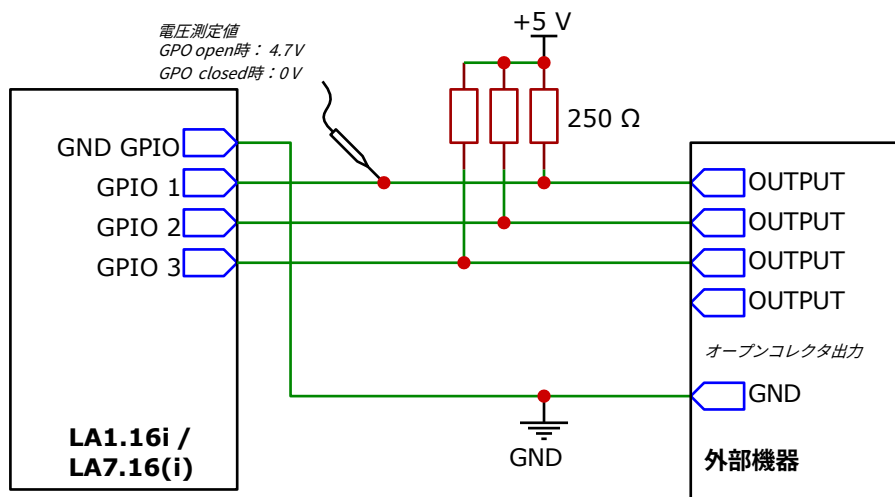 +5 V
電圧測定値
GPO open時： 4.7V
GPO closed時：0V
250 Ω
GND GPIO
GPIO 1
GPIO 2
GPIO 3
OUTPUT
OUTPUT
OUTPUT
OUTPUT
オープンコレクタ出力
GND
LA1.16i /
LA7.16(i)
GND
外部機器